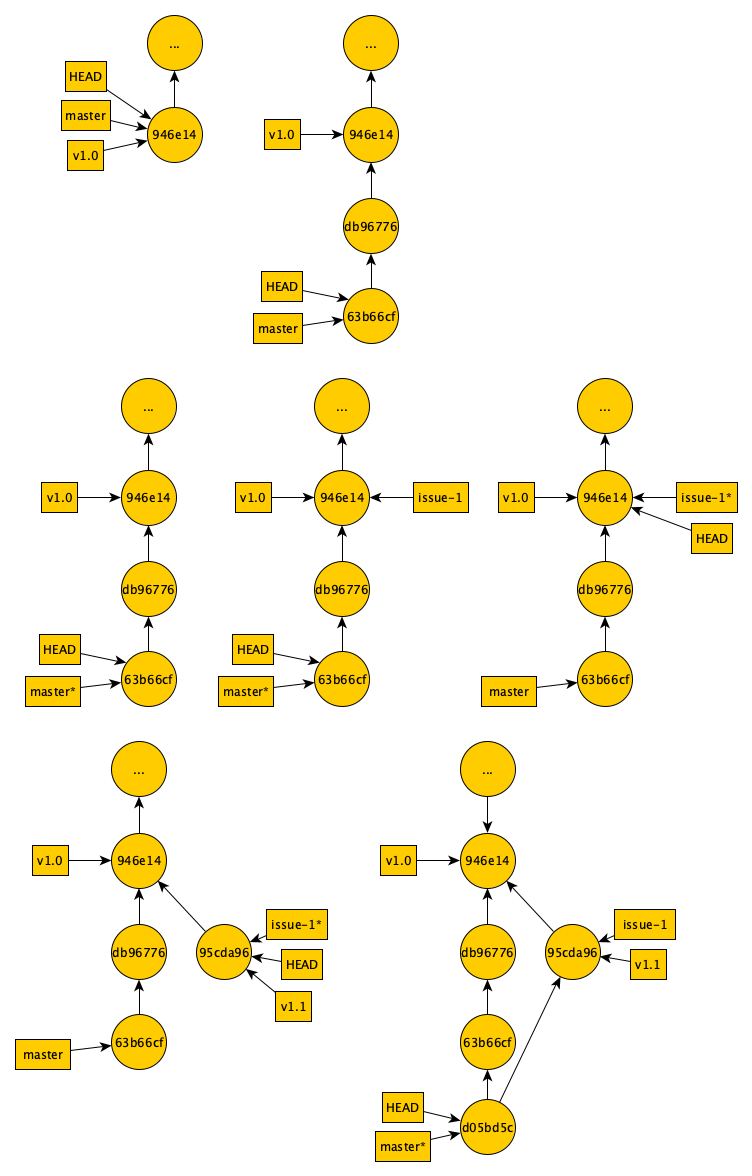 ...
HEAD
master
v1.0
946e14
...
v1.0
946e14
db96776
HEAD
master
63b66cf
...
v1.0
946e14
db96776
HEAD
master*
63b66cf
...
v1.0
946e14
issue-1
db96776
HEAD
master*
63b66cf
...
v1.0
946e14
issue-1*
HEAD
db96776
master
63b66cf
...
v1.0
946e14
issue-1*
db96776
95cda96
HEAD
v1.1
master
63b66cf
...
v1.0
946e14
issue-1
db96776
95cda96
v1.1
63b66cf
HEAD
master*
d05bd5c